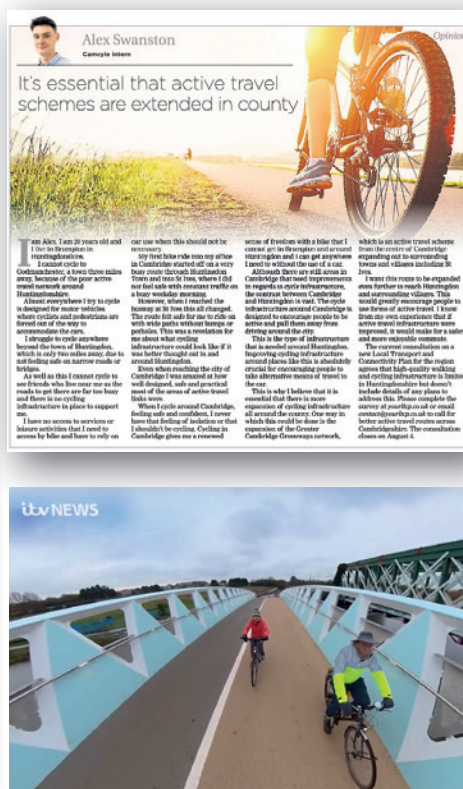 Alex Swanston
Opinion
Camcycle intern
It's essential that active travel
schemes are extended in county
I am Alex. I am 20 years old and
I live in Brampton in
Huntingdonshire.
I cannot cycle to
Godmanchester, a town three miles
away, because of the poor active
travel network around
Huntingdonshire.
Almost everywhere I try to cycle
is designed for motor vehicles
where cyclists and pedestrians are
forced out of the way to
accommodate the cars.
I struggle to cycle anywhere
beyond the town of Huntingdon,
which is only two miles away, due to
not feeling safe on narrow roads or
bridges.
As well as this I cannot cycle to
see friends who live near me as the
roads to get there are far too busy
and there is no cycling
infrastructure in place to support
me.
I have no access to services or
leisure activities that I need to
access by bike and have to rely on
car use when this should not be
necessary.
My first bike ride into my office
in Cambridge started off on a very
busy route through Huntingdon
Town and into St Ives, where I did
not feel safe with constant traffic on
a busy weekday morning.
However, when I reached the
busway at St Ives this all changed.
The route felt safe for me to ride on
with wide paths without bumps or
potholes. This was a revelation for
me about what cycling
infrastructure could look like if it
was better thought out in and
around Huntingdon.
Even when reaching the city of
Cambridge I was amazed at how
well designed, safe and practical
most of the areas of active travel
links were.
When I cycle around Cambridge,
feeling safe and confident, I never
have that feeling of isolation or that
I shouldn't be cycling. Cycling in
Cambridge gives me a renewed
sense of freedom with a bike that I
cannot get in Brampton and around
Huntingdon and I can get anywhere
I need to without the use of a car.
Although there are still areas in
Cambridge that need improvements
in regards to cycle infrastructure,
the contrast between Cambridge
and Huntingdon is vast. The cycle
infrastructure around Cambridge is
designed to encourage people to be
active and pull them away from
driving around the city.
This is the type of infrastructure
that is needed around Huntingdon.
Improving cycling infrastructure
around places like this is absolutely
crucial for encouraging people to
take alternative means of travel to
the car.
This is why I believe that it is
essential that there is more
expansion of cycling infrastructure
all around the county. One way in
which this could be done is the
expansion of the Greater
Cambridge Greenways network,
which is an active travel scheme
from the center of Cambridge
expanding out to surrounding
towns and villages including St
Ives.
I want this route to be expanded
even further to reach Huntingdon
and surrounding villages. This
would greatly encourage people to
use forms of active travel. I know
from my own experience that if
active travel infrastructure were
improved, it would make for a safer
and more enjoyable commute.
The current consultation on a
new Local Transport and
Connectivity Plan for the region
agrees that high-quality walking
and cycling infrastructure is limited
in Huntingdonshire but doesn't
include details of any plans to
address this. Please complete the
survey at yourltcp.co.uk or email
contact@yourltcp.co.uk to call for
better active travel routes across
Cambridgeshire. The consultation
closes on August 4.
itv NEWS